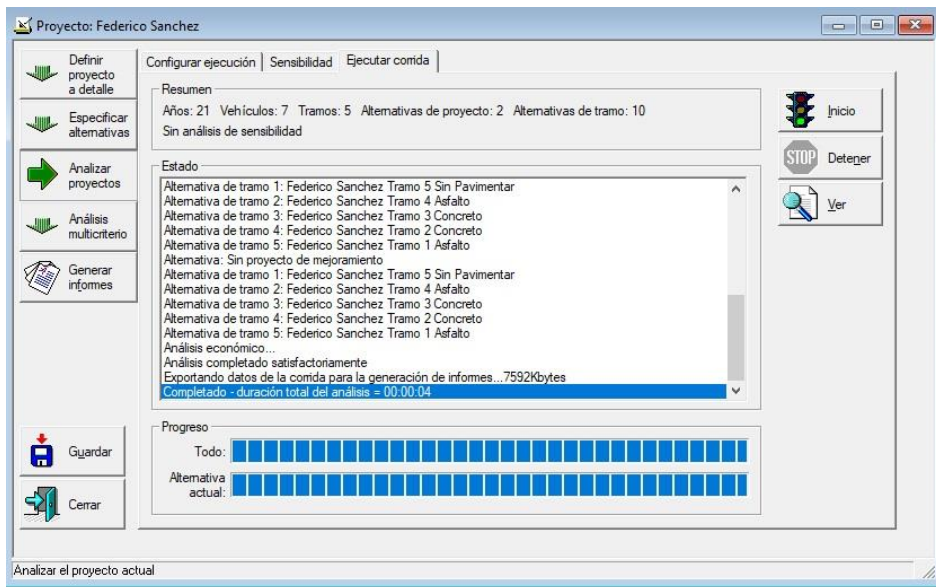 Proyecto: Federico Sanchez
Definir
proyecto
a detalle
Especificar
alternativas
Analizar
proyectos
Análisis
multicriterio
Generar
informes
Guardar
Cerrar
Configurar ejecución
Sensibilidad
Ejecutar corrida
Resumen
Años: 21 Vehículos: 7 Tramos: 5 Alternativas de proyecto: 2 Alternativas de tramo: 10
Sin análisis de sensibilidad
Estado
Alternativa de tramo 1: Federico Sanchez Tramo 5 Sin Pavimentar
Alternativa de tramo 2: Federico Sanchez Tramo 4 Asfalto
Alternativa de tramo 3: Federico Sanchez Tramo 3 Concreto
Alternativa de tramo 4: Federico Sanchez Tramo 2 Concreto
Alternativa de tramo 5: Federico Sanchez Tramo 1 Asfalto
Alternativa: Sin proyecto de mejoramiento
Alternativa de tramo 1: Federico Sanchez Tramo 5 Sin Pavimentar
Alternativa de tramo 2: Federico Sanchez Tramo 4 Asfalto
Alternativa de tramo 3: Federico Sanchez Tramo 3 Concreto
Alternativa de tramo 4: Federico Sanchez Tramo 2 Concreto
Alternativa de tramo 5: Federico Sanchez Tramo 1 Asfalto
Análisis económico...
Análisis completado satisfactoriamente
Exportando datos de la corrida para la generación de informes...7592Kbytes
Completado - duración total del análisis = 00:00:04
Progreso
Todo:
Alternativa
actual:
Inicio
STOP
Detener
Ver
Analizar el proyecto actual